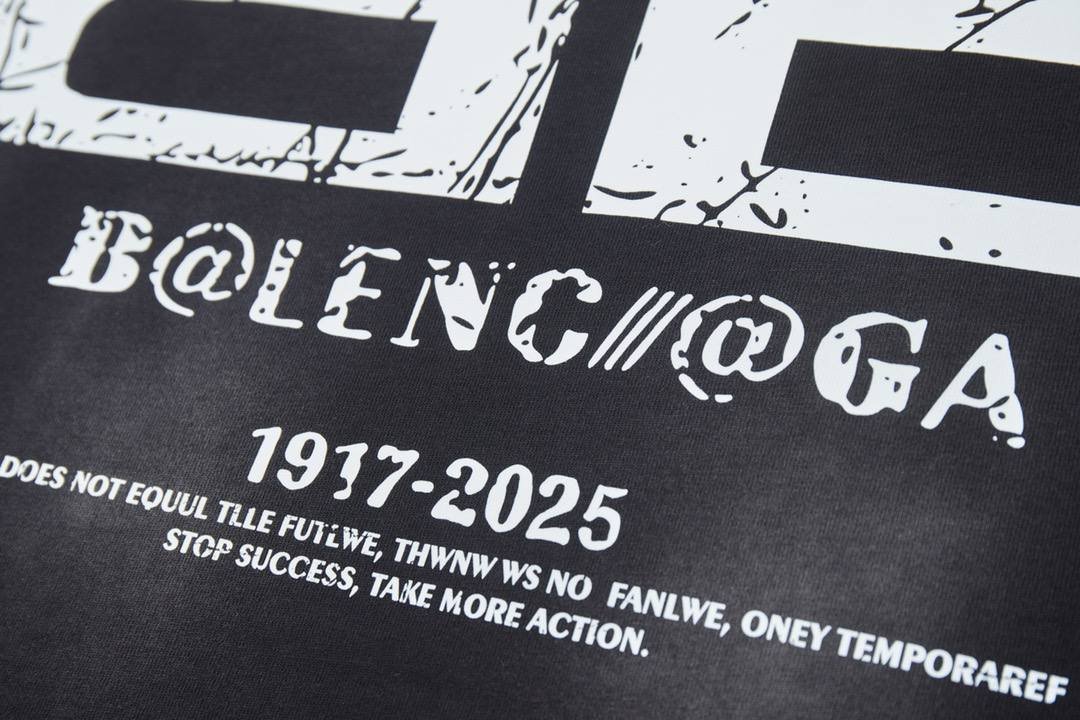 B@LENC///@GA
1917-2025
DOES NOT EQUUL TLLE FUTLWE, THWNW WS NO FANLWE, ONEY TEMPORAREF
STOP SUCCESS, TAKE MORE ACTION.